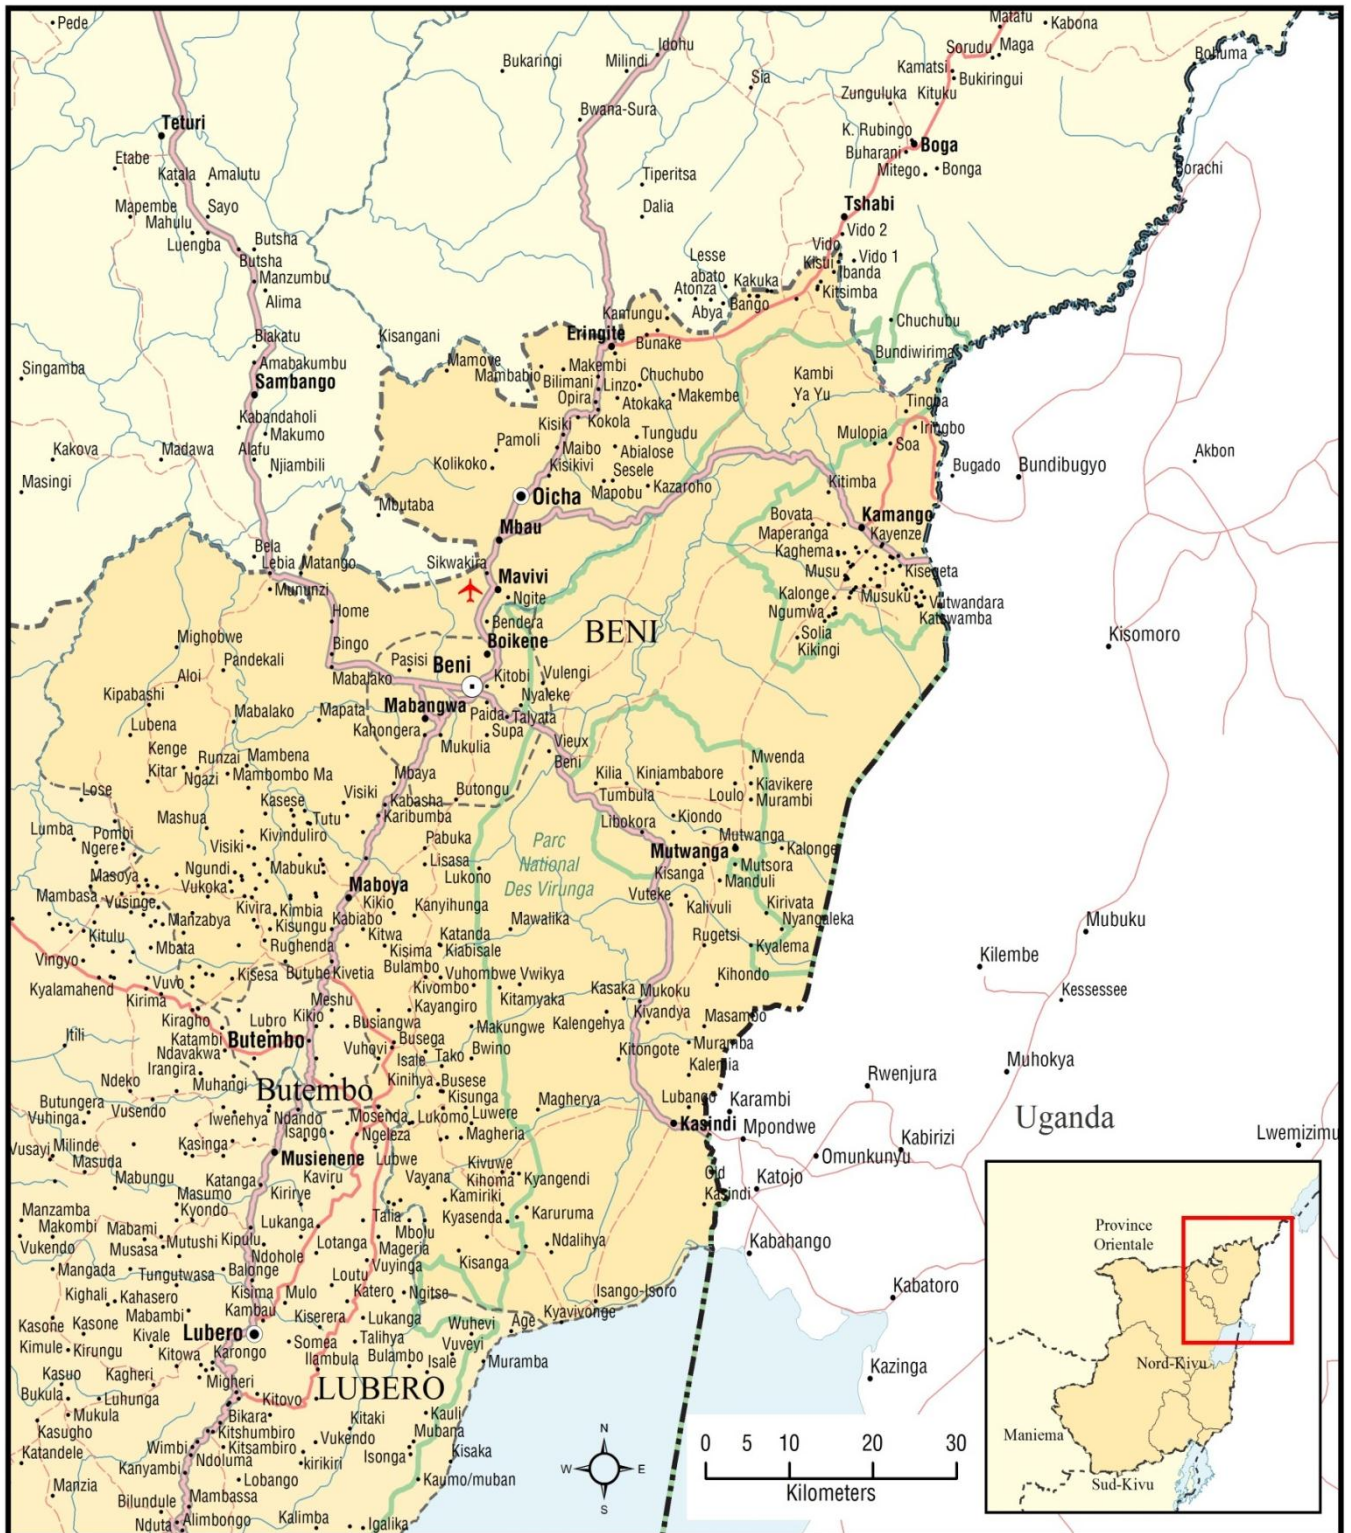 Pede
Idohu
Matafu
Kabona
Bukaringi
Milindi
Sia
Sorudu
Maga
Bohuma
Kamatsi
Bukiringui
Bwana-Sura
Zunguluka
Kituku
Teturi
K. Rubingo
Boga
Buharani
Etabe
Katala
Amalutu
Tiperitsa
Mitego
Bonga
Mapembe
Sayo
Dalia
Tshabi
Mahulu
Luengba
Butsha
Vido 2
Butsha
Lesse
abato
Vido
Kisui
Vido 1
Ibanda
Manzumbu
Atonza
Kakuka
Kitsimba
Alima
Abya
Bango
Kamungu
Chuchubu
Biakatu
Kisangani
Eringite
Bunake
Bundiwirima
Singamba
Amabakumbu
Mamove
Makembi
Mambabio
Bilimani
Linzo
Chuchubo
Kambi
Ya Yu
Sambango
Opira
Atokaka
Makembe
Kabandaholi
Kisiki
Kokola
Makumo
Pamoli
Tungudu
Mulopia
Soa
Kakova
Madawa
Alafu
Maibo
Abialose
Akbon
Kolikoko
Kisikivi
Sesele
Njiambili
Bugado
Bundibugyo
Masingi
Mapobu
Kazaroho
Kitimba
Oicha
Mbutaba
Mbau
Bovata
Kamango
Maperanga
Kayenze
Bela
Kaghema
Lebia
Matango
Sikwakira
Musu
Kisegeta
Mununzi
Mavivi
Ngite
Kalonge
Musuku
Vutwandara
Home
Ngumwa
Katswamba
Bendera
BENI
Solia
Kikingi
Mighobwe
Bingo
Boikene
Kisomoro
Pandekali
Pasisi
Beni
Aloi
Mabalako
Kitobi
Vulengi
Kipabashi
Nyaleke
Mabangwa
Lubena
Mabalako
Mapata
Paida
Talyata
Kahongera
Supa
Kenge
Mukulia
Vieux
Beni
Runzai
Mambena
Mwenda
Kitar
Ngazi
Mambombo Ma
Mbaya
Kilia
Kiniambabore
Kiavikere
Lose
Visiki
Kabasha
Butongu
Tumbula
Loulo
Murambi
Kasese
Karibumba
Mashua
Tutu
Kiondo
Lumba
Pombi
Kivinduliro
Libokora
Mutwanga
Ngere
Visiki
Pabuka
Parc
National
Des Virunga
Mutwanga
Kalonge
Ngundi
Mabuku
Lisasa
Mutsora
Masoya
Lukono
Kisanga
Manduli
Vukoka
Maboya
Mambasa
Vusinge
Kikio
Vuteke
Kivira
Kimbia
Kanyihunga
Kalivuli
Kirivata
Manzabya
Kisungu
Kabiabo
Mawalika
Nyangaleka
Mubuku
Kitulu
Kitwa
Katanda
Rugetsi
Mbata
Rughenda
Kisima
Kiabisale
Kyalema
Vingyo
Bulambo
Kilembe
Kisesa
Butube
Kivetia
Vuhombwe
Vwikya
Kihondo
Kyalamahend
Vuvo
Kivombo
Kitamyaka
Kasaka
Mukoku
Kessessee
Kirima
Meshu
Kayangiro
Kivandya
Masambo
Kiragho
Lubro
Kikio
Busiangwa
Makungwe
Kalengehya
Itili
Katambi
Butembo
Busega
Muramba
Ndavakwa
Vuhovi
Isale
Tako
Bwino
Kitongote
Muhokya
Irangira
Kalemia
Ndeko
Muhangi
Butembo
Kinihya
Busese
Rwenjura
Butungera
Kisunga
Lubango
Karambi
Vuhinga
Vusendo
Magherya
Iwenehya
Ndando
Mosenda
Lukomo
Luwere
Uganda
Isango
Ngeleza
Magheria
Kasindi
Mpondwe
Kabirizi
Lwemizimu
Vusayi
Milinde
Kasinga
Lubwe
Omunkunyu
Masuda
Musienene
Kivuwe
Old
Kasindi
Mabungu
Katanga
Kaviru
Vayana
Kihoma
Kyangendi
Katojo
Masumo
Kirirye
Kamiriki
Manzamba
Kyondo
Talia
Kyasenda
Karuruma
Makombi
Mabami
Lukanga
Mbolu
Province
Orientale
Vukendo
Musasa
Mutushi
Kipulu
Lotanga
Mageria
Ndalihya
Kabahango
Ndohole
Vuyinga
Kisanga
Mangada
Tungutwasa
Balonge
Loutu
Kabatoro
Kighali
Kahasero
Kisima
Mulo
Katero
Ngitse
Isango-Isoro
Mabambi
Kambau
Kyavivonge
Kasone
Kasone
Kiserera
Lukanga
Wuhevi
Age
Kivale
Lubero
Somea
Talihya
Vuveyi
Kimule
Kirungu
Kitowa
Karongo
Bulambo
Isale
Muramba
Nord-Kivu
Kasuo
Kagheri
Ilambula
Kazinga
Migheri
LUBERO
Bukula
Luhunga
Kitovo
Mukula
Bikara
Kitaki
Kauli
N
Kasugho
Kitshumbiro
Mubana
Maniema
Wimbi
Kitsambiro
Vukendo
Kisaka
0 5 10 20 30
Katandele
Ndoluma
kirikiri
Isonga
W
E
Kanyambi
Kaumo/muban
Sud-Kivu
Manzia
Lobango
Kilometers
Mambassa
S
Bilundule
Nduta
Alimbongo
Kalimba
Igalika